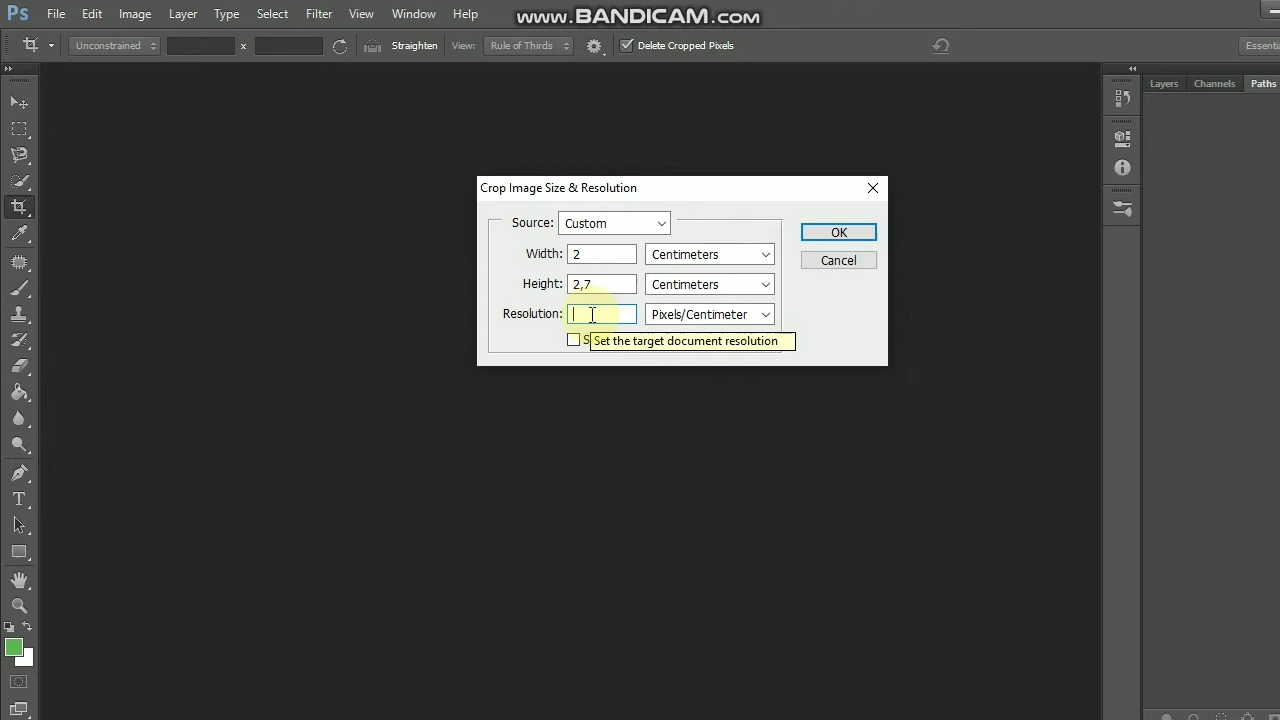 Ps File Edit Image Layer Type Select Filter View Window Help
www.BANDICAM.com
Unconstrained x Straighten View: Rule of Thirds Delete Cropped Pixels Essenti
Layers Channels Paths
Crop Image Size & Resolution
Source: Custom
OK
Width: 2 Centimeters
Cancel
Height: 2,7 Centimeters
Resolution: Pixels/Centimeter
S
Set the target document resolution
T